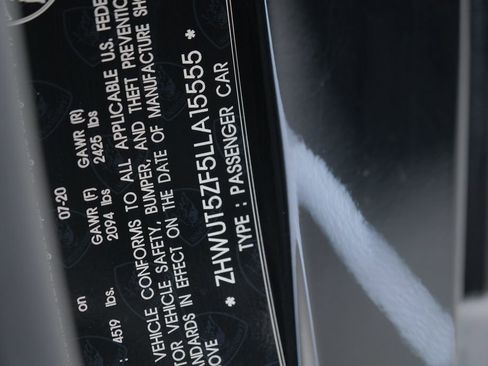 on 07-20
: 4519 lbs. GAWR (F) GAWR (R)
2094 lbs 2425 lbs
VEHICLE CONFORMS TO ALL APPLICABLE U.S. FEDE
TOR VEHICLE SAFETY, BUMPER, AND THEFT PREVENTIO
NDARDS IN EFFECT ON THE DATE OF MANUFACTURE SH
OVE
* ZHWUT5ZF5LLA15555 *
TYPE : PASSENGER CAR